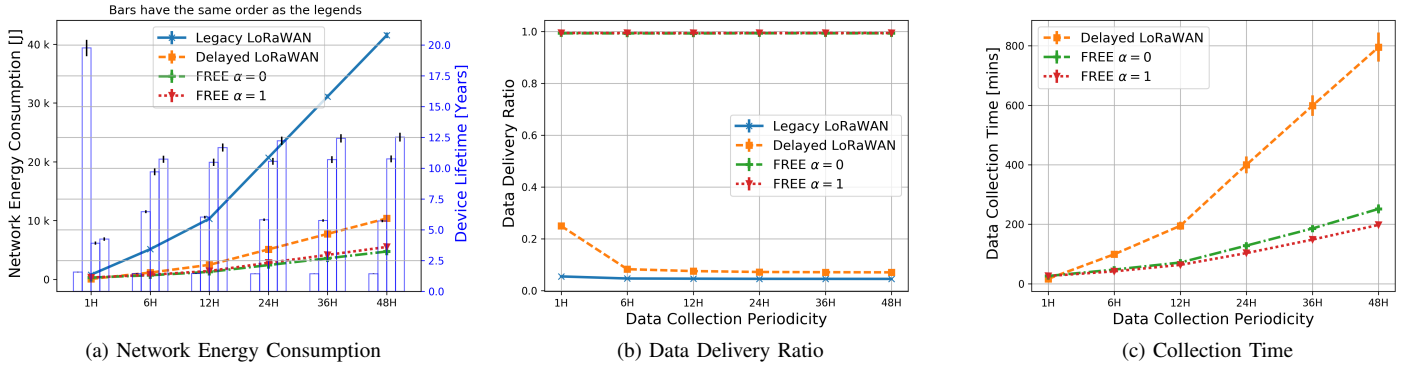 Bars have the same order as the legends
Network Energy Consumption [J]
40 k
30 k
20 k
10 k
0
Legacy LoRaWAN
Delayed LoRaWAN
FREE α = 0
FREE α = 1
20.0
17.5
15.0
12.5
10.0
7.5
5.0
2.5
0.0
Device Lifetime [Years]
1H 6H 12H 24H 36H 48H
(a) Network Energy Consumption
Data Delivery Ratio
1.0
0.8
0.6
0.4
0.2
0.0
Legacy LoRaWAN
Delayed LoRaWAN
FREE α = 0
FREE α = 1
1H 6H 12H 24H 36H 48H
Data Collection Periodicity
(b) Data Delivery Ratio
Data Collection Time [mins]
800
600
400
200
0
Delayed LoRaWAN
FREE α = 0
FREE α = 1
1H 6H 12H 24H 36H 48H
Data Collection Periodicity
(c) Collection Time